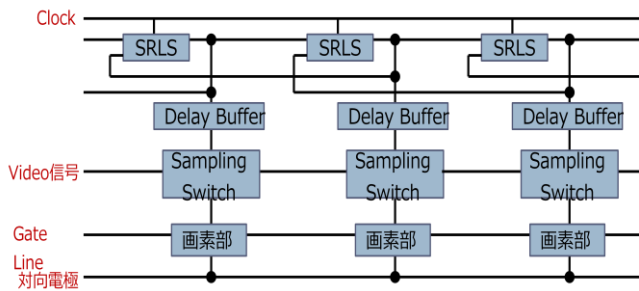 Clock
SRLS SRLS SRLS
Delay Buffer Delay Buffer Delay Buffer
Video信号
Sampling Switch
Sampling Switch
Sampling Switch
Gate
画素部 画素部 画素部
Line
対向電極